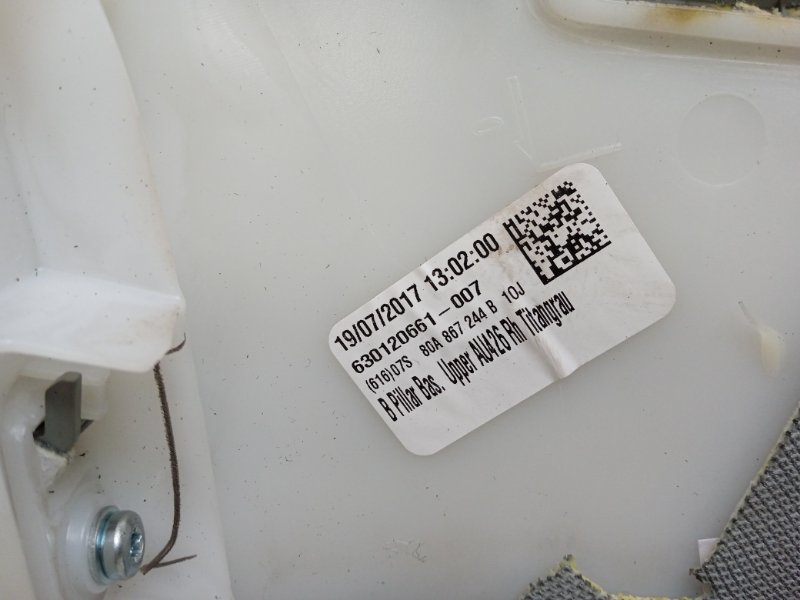 19/07/2017 13:02:00
630120661-007
(616)07S 80A 867 244 B 10J
B Pillar Bas. Upper AU426 Rh Titangrau